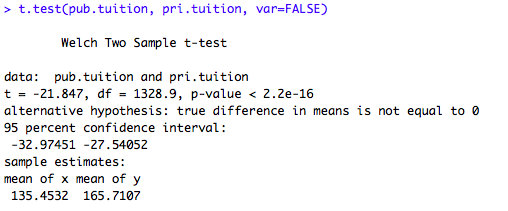 > t.test(pub.tuition, pri.tuition, var=FALSE)
Welch Two Sample t-test
data:  pub.tuition and pri.tuition
t = -21.847, df = 1328.9, p-value < 2.2e-16
alternative hypothesis: true difference in means is not equal to 0
95 percent confidence interval:
 -32.97451 -27.54052
sample estimates:
mean of x mean of y
 135.4532  165.7107